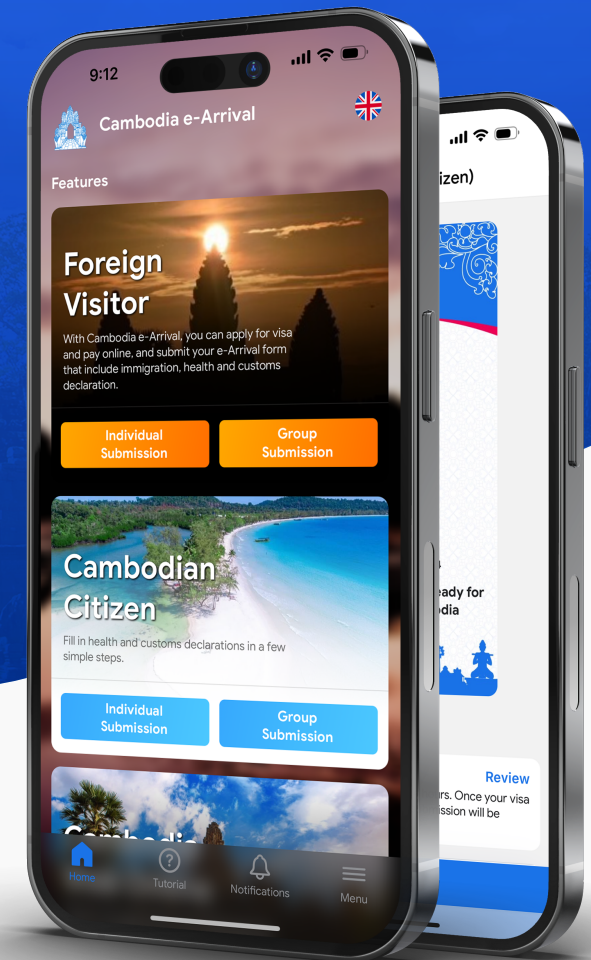 9:12
Cambodia e-Arrival
Features
Foreign
Visitor
With Cambodia e-Arrival, you can apply for visa
and pay online, and submit your e-Arrival form
that include immigration, health and customs
declaration.
Individual
Submission
Group
Submission
Cambodian
Citizen
Fill in health and customs declarations in a few
simple steps.
Individual
Submission
Group
Submission
Home
Tutorial
Notifications
Menu
izen)
eady for
Review
Once your visa
will be